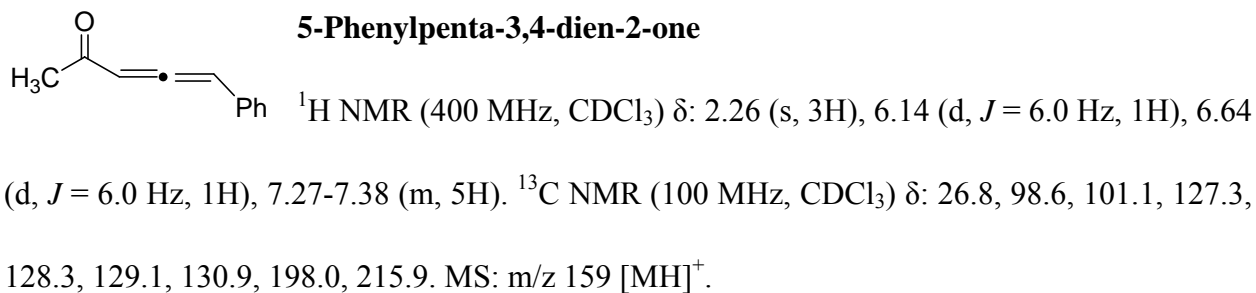 O
H₃C
Ph
5-Phenylpenta-3,4-dien-2-one
¹H NMR (400 MHz, CDCl₃) δ: 2.26 (s, 3H), 6.14 (d, J = 6.0 Hz, 1H), 6.64
(d, J = 6.0 Hz, 1H), 7.27-7.38 (m, 5H). ¹³C NMR (100 MHz, CDCl₃) δ: 26.8, 98.6, 101.1, 127.3,
128.3, 129.1, 130.9, 198.0, 215.9. MS: m/z 159 [MH]⁺.